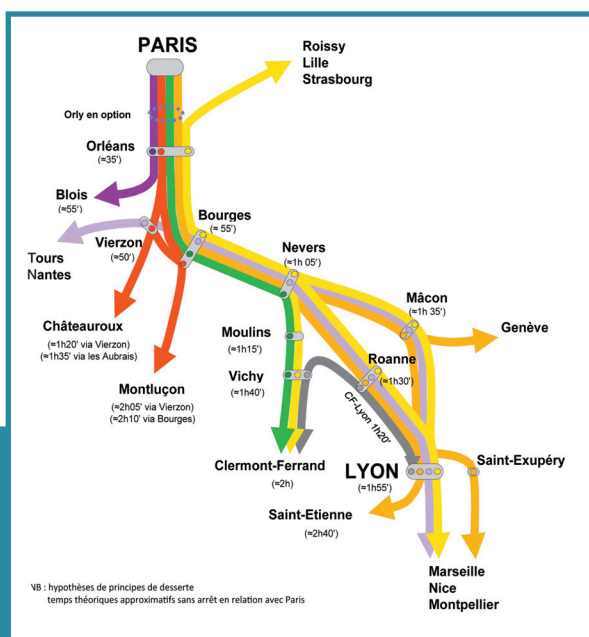 PARIS
Roissy
Lille
Strasbourg
Orly en option
Orléans
(≈35')
Blois
(≈55')
Bourges
(≈ 55')
Vierzon
(≈50')
Tours
Nantes
Nevers
(≈1h 05')
Mâcon
(≈1h 35')
Genève
Châteauroux
(≈1h20' via Vierzon)
(≈1h35' via les Aubrais)
Moulins
(≈1h15')
Roanne
(≈1h30')
Vichy
(≈1h40')
Montluçon
(≈2h05' via Vierzon)
(≈2h10' via Bourges)
CF-Lyon 1h20'
Clermont-Ferrand
(≈2h)
LYON
(≈1h55')
Saint-Exupéry
Saint-Etienne
(≈2h40')
Marseille
Nice
Montpellier
NB : hypothèses de principes de desserte
temps théoriques approximatifs sans arrêt en relation avec Paris